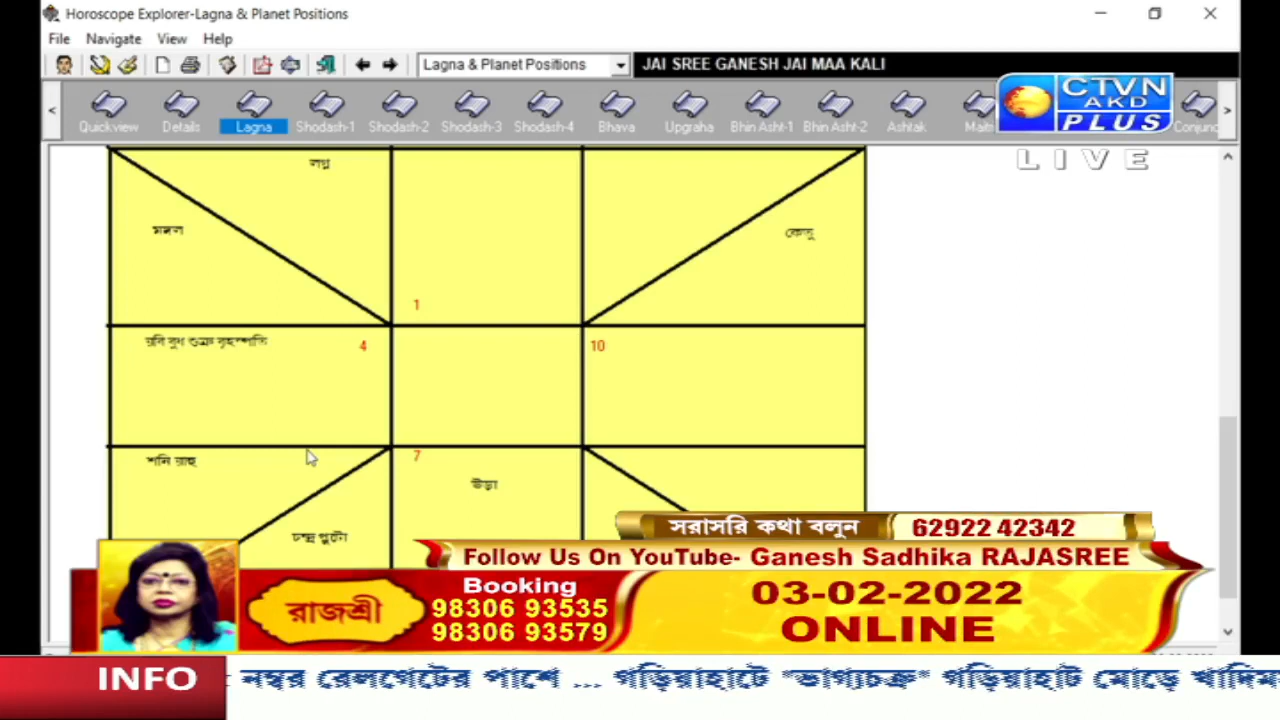 Horoscope Explorer-Lagna & Planet Positions
File Navigate View Help
Lagna & Planet Positions
JAI SREE GANESH JAI MAA KALI
Quickview Details Lagna Shodash-1 Shodash-2 Shodash-3 Shodash-4 Bhava Upgraha Bhin Asht-1 Bhin Asht-2 Ashtak
CTVN
AKD
PLUS
LIVE
লগ্ন
মঙ্গল
কেতু
1
রবি বুধ শুক্র বৃহস্পতি
4
10
শনি রাহু
7
চন্দ্র প্লুটো
সরাসরি কথা বলুন 62922 42342
Follow Us On YouTube- Ganesh Sadhika RAJASREE
রাজশ্রী
Booking
98306 93535
98306 93579
03-02-2022
ONLINE
INFO
নম্বর রেলগেটের পাশে ... গড়িয়াহাটে "ভাগ্যচক্র" গড়িয়াহাট মোড়ে খাদিম